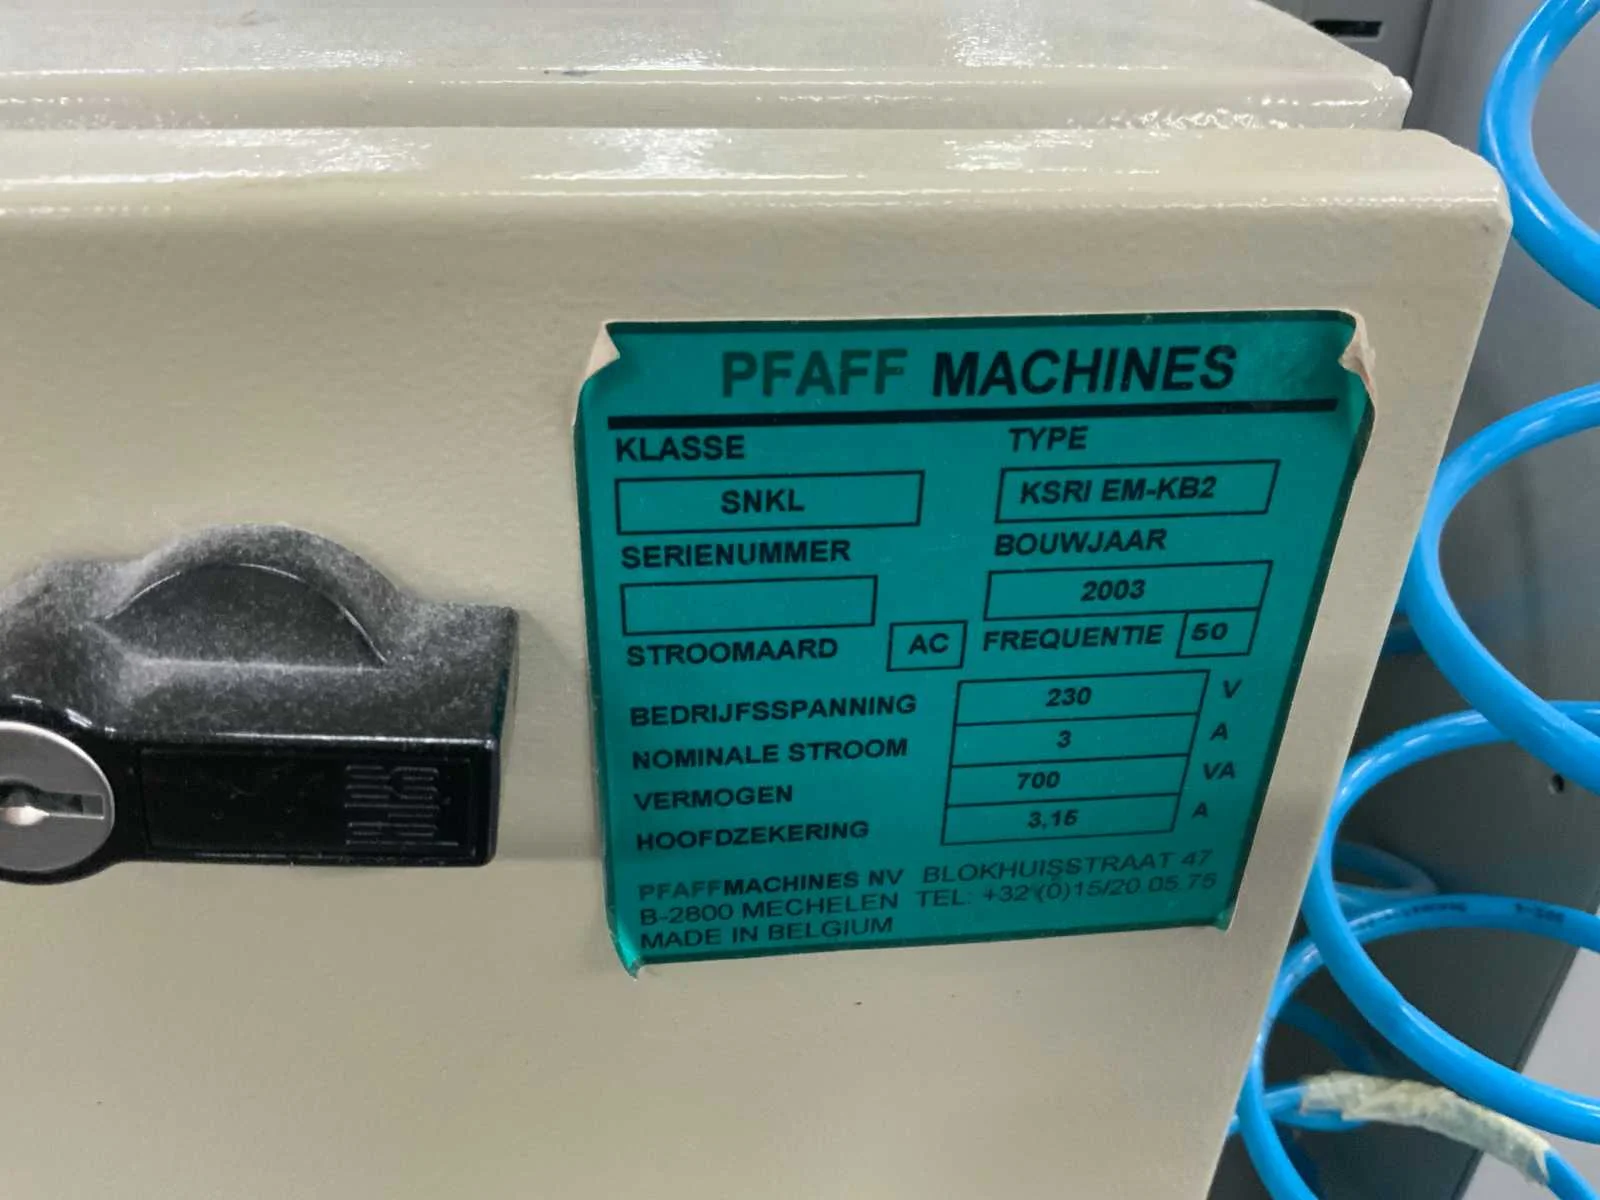 PFAFF MACHINES
KLASSE TYPE
SNKL KSRI EM-KB2
SERIENUMMER BOUWJAAR
2003
STROOMAARD AC FREQUENTIE 50
BEDRIJFSSPANNING 230 V
NOMINALE STROOM 3 A
VERMOGEN 700 VA
HOOFDZEKERING 3,15 A
PFAFFMACHINES NV BLOKHUISSTRAAT 47
B-2800 MECHELEN TEL: +32 (0)15/20.05.75
MADE IN BELGIUM